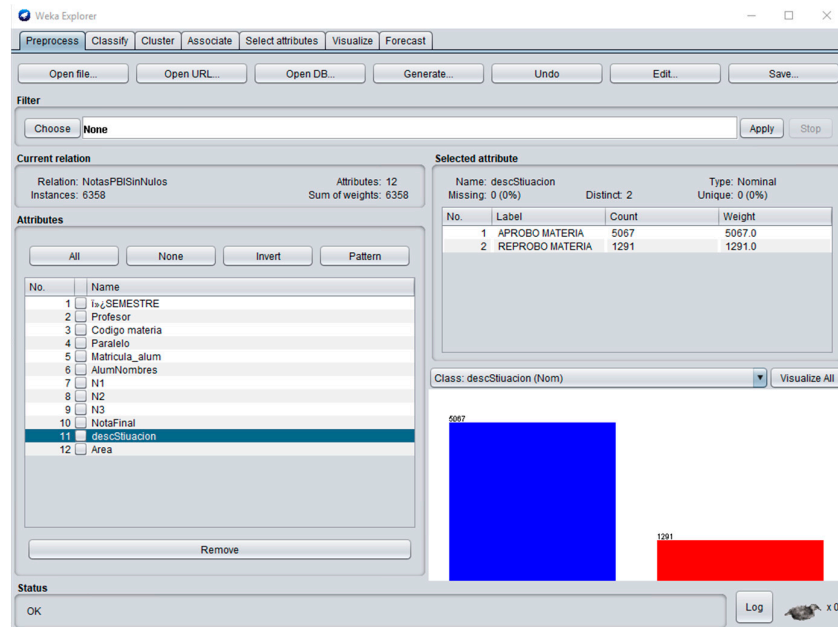 Weka Explorer
Preprocess Classify Cluster Associate Select attributes Visualize Forecast
Open file... Open URL... Open DB... Generate... Undo Edit... Save...
Filter
Choose None Apply Stop
Current relation
Relation: NotasPBISinNulos Attributes: 12
Instances: 6358 Sum of weights: 6358
Attributes
All None Invert Pattern
No. Name
1 ï»¿SEMESTRE
2 Profesor
3 Codigo materia
4 Paralelo
5 Matricula_alum
6 AlumNombres
7 N1
8 N2
9 N3
10 NotaFinal
11 descStiuacion
12 Area
Remove
Selected attribute
Name: descStiuacion Type: Nominal
Missing: 0 (0%) Distinct: 2 Unique: 0 (0%)
No. Label Count Weight
1 APROBO MATERIA 5067 5067.0
2 REPROBO MATERIA 1291 1291.0
Class: descStiuacion (Nom) Visualize All
5067
1291
Status
OK
Log x 0